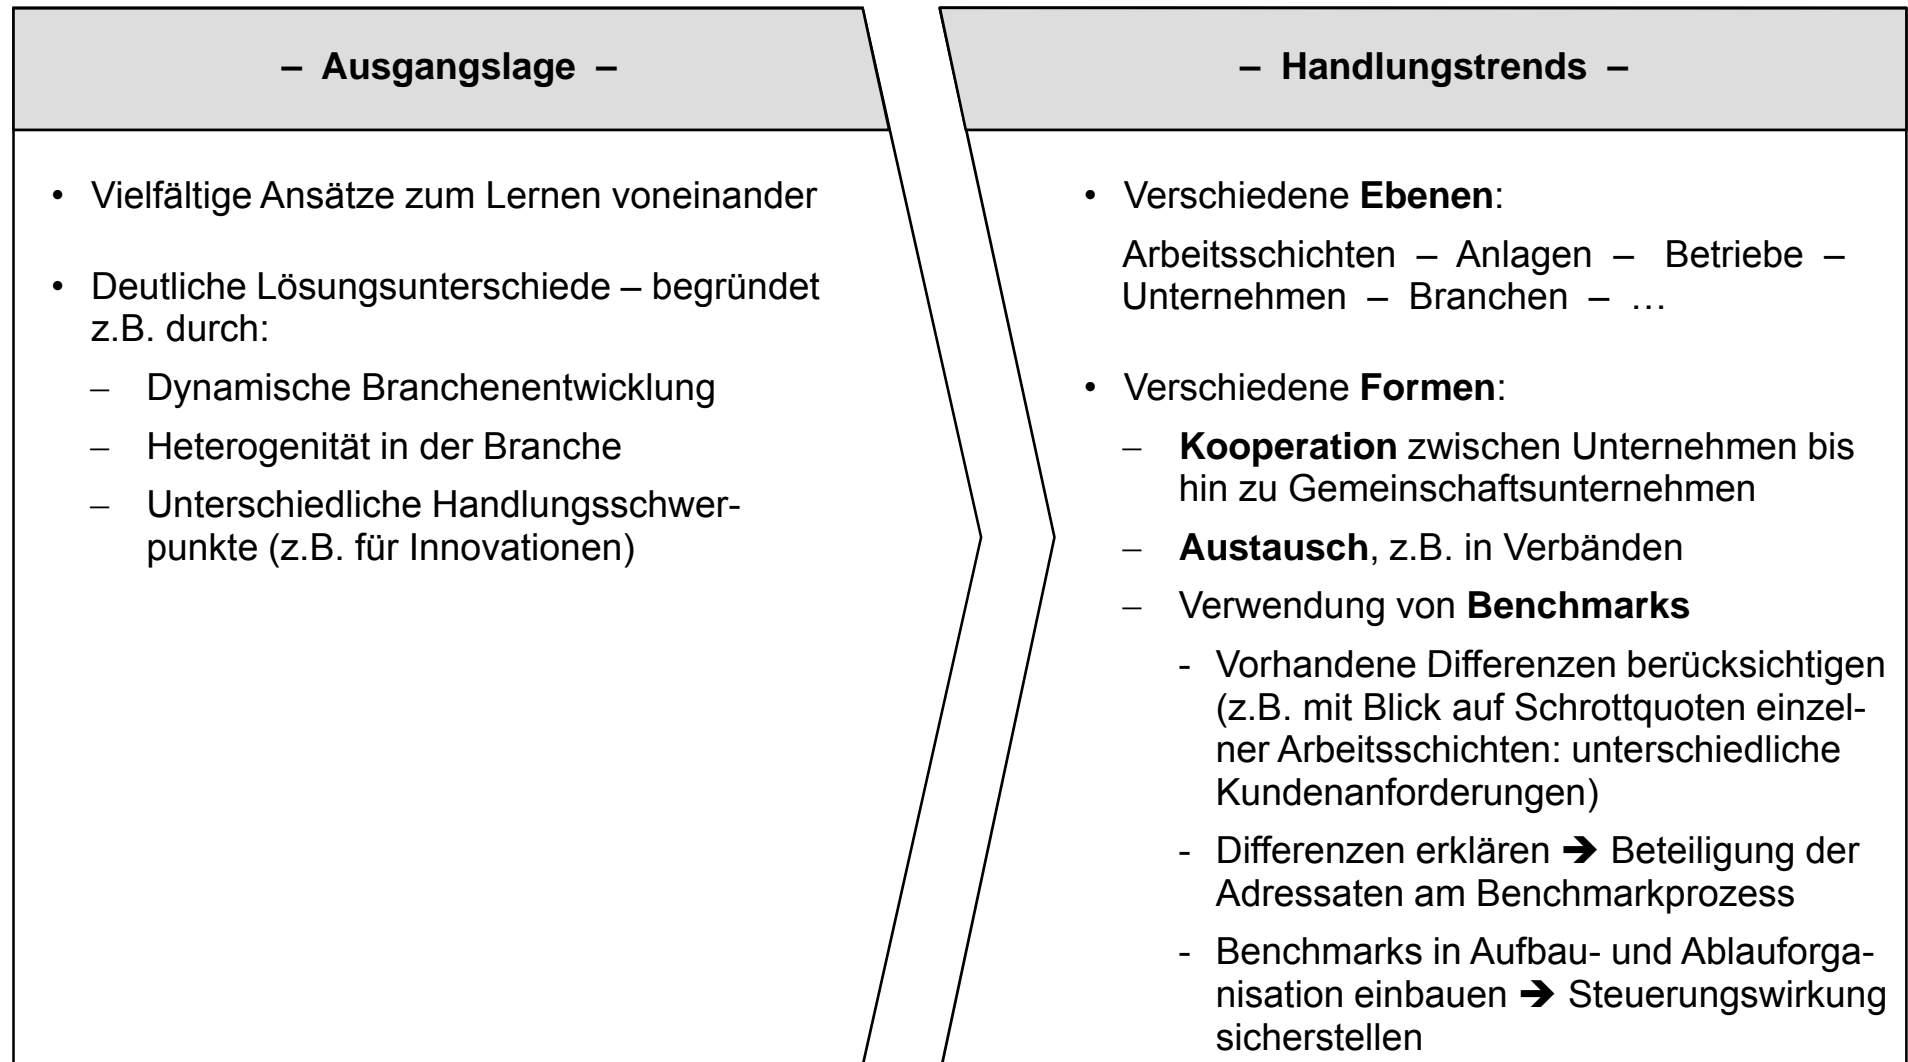 – Ausgangslage –
• Vielfältige Ansätze zum Lernen voneinander
• Deutliche Lösungsunterschiede – begründet
z.B. durch:
– Dynamische Branchenentwicklung
– Heterogenität in der Branche
– Unterschiedliche Handlungsschwer-
punkte (z.B. für Innovationen)
– Handlungstrends –
• Verschiedene Ebenen:
Arbeitsschichten – Anlagen – Betriebe –
Unternehmen – Branchen – …
• Verschiedene Formen:
– Kooperation zwischen Unternehmen bis
hin zu Gemeinschaftsunternehmen
– Austausch, z.B. in Verbänden
– Verwendung von Benchmarks
- Vorhandene Differenzen berücksichtigen
(z.B. mit Blick auf Schrottquoten einzel-
ner Arbeitsschichten: unterschiedliche
Kundenanforderungen)
- Differenzen erklären ➔ Beteiligung der
Adressaten am Benchmarkprozess
- Benchmarks in Aufbau- und Ablauforga-
nisation einbauen ➔ Steuerungswirkung
sicherstellen